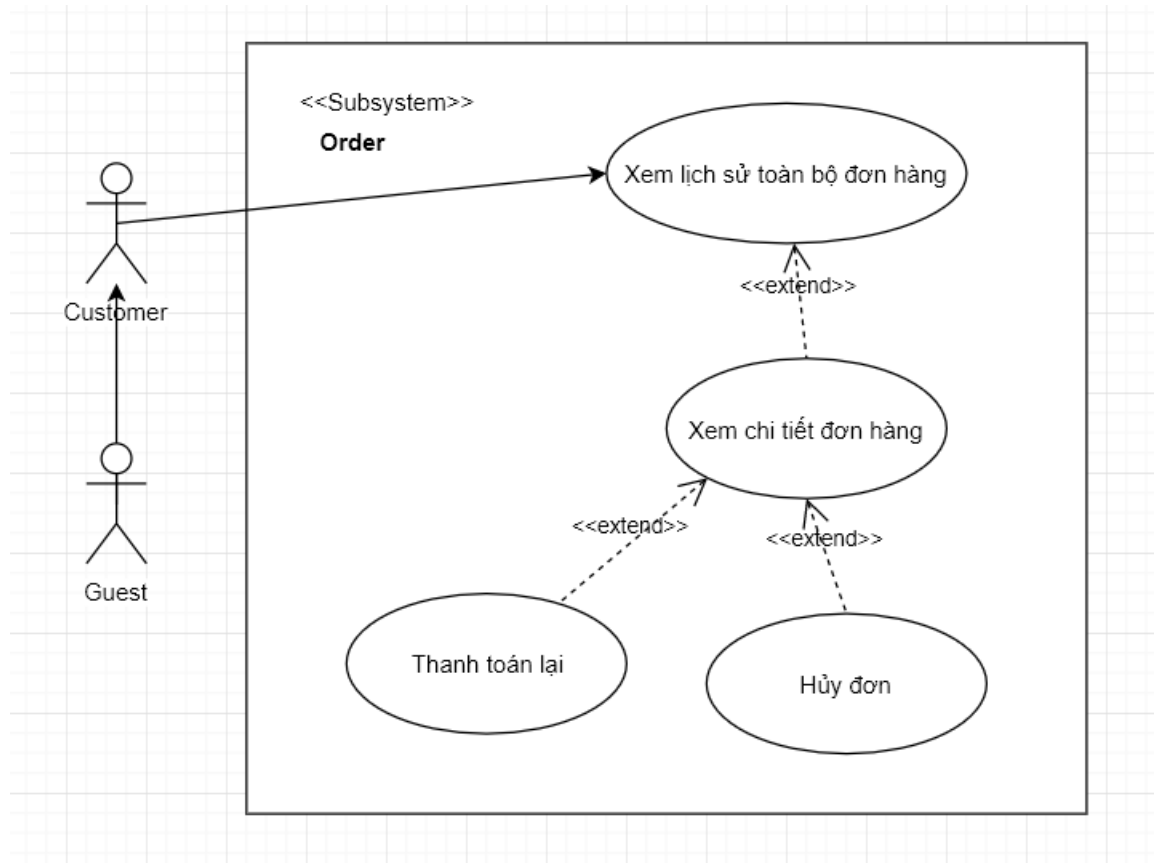 <<Subsystem>>
Order
Xem lịch sử toàn bộ đơn hàng
<<extend>>
Customer
Xem chi tiết đơn hàng
<<extend>>
<<extend>>
Guest
Thanh toán lại
Hủy đơn